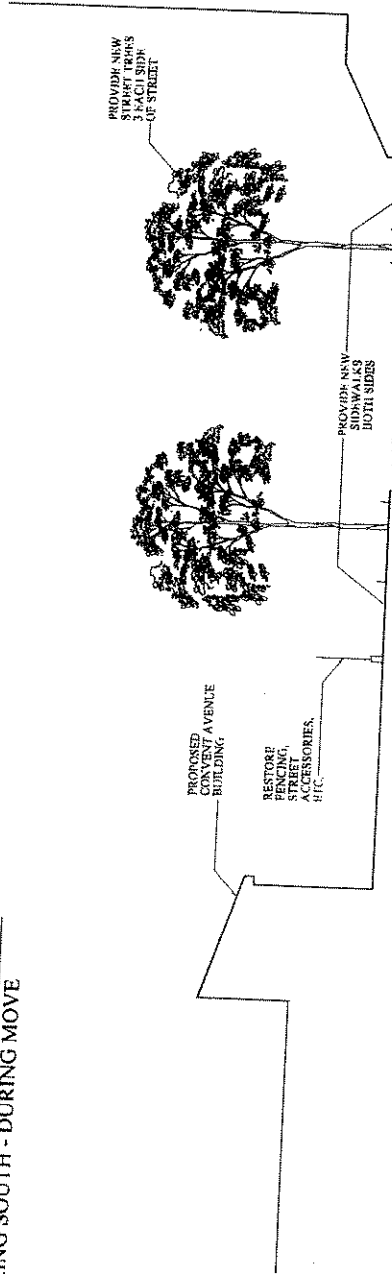 ING SOUTH - DURING MOVE
PROPOSED
CONVENT AVENUE
BUILDING
RESTORE
FENCING,
STREET
ACCESSORIES,
ETC.
PROVIDE NEW
SIDEWALKS
BOTH SIDES
PROVIDE NEW
STREET TREES
3 EACH SIDE
OF STREET